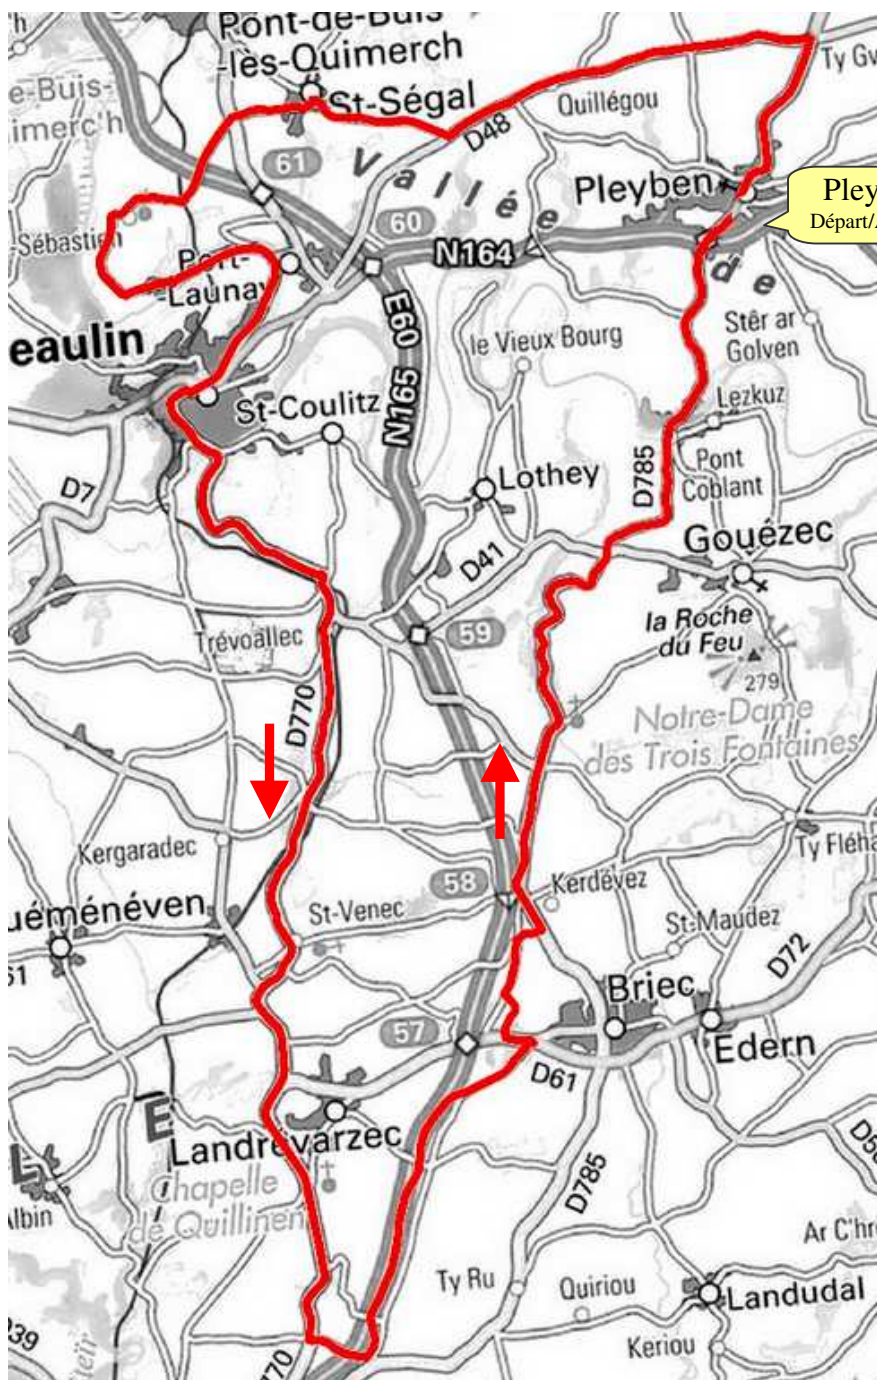 h
Pont-de-Buis
-lès-Quimerch
Ty Gw
e-Buis-
imerc'h
St-Ségal
Quillégou
D48
61
Vallée
de
Pleyben
Pley
Départ/A
60
-Sébastien
N164
Port-
-Launay
E60
N165
eaulin
le Vieux Bourg
Stêr ar
Golven
St-Coulitz
Lezkuz
D785
Pont
Coblant
D7
Lothey
D41
Gouézec
Trévoallec
59
la Roche
du Feu
279
D770
Notre-Dame
des Trois Fontaines
Kergaradec
Ty Fléha
58
Kerdévez
uéménéven
St-Venec
St-Maudez
61
D72
57
Briec
Edern
D61
Landrévarzec
E
L
D785
Chapelle
de Quillinen
Albin
Ar C'hr
Ty Ru
Quiriou
Landudal
D39
770
Keriou